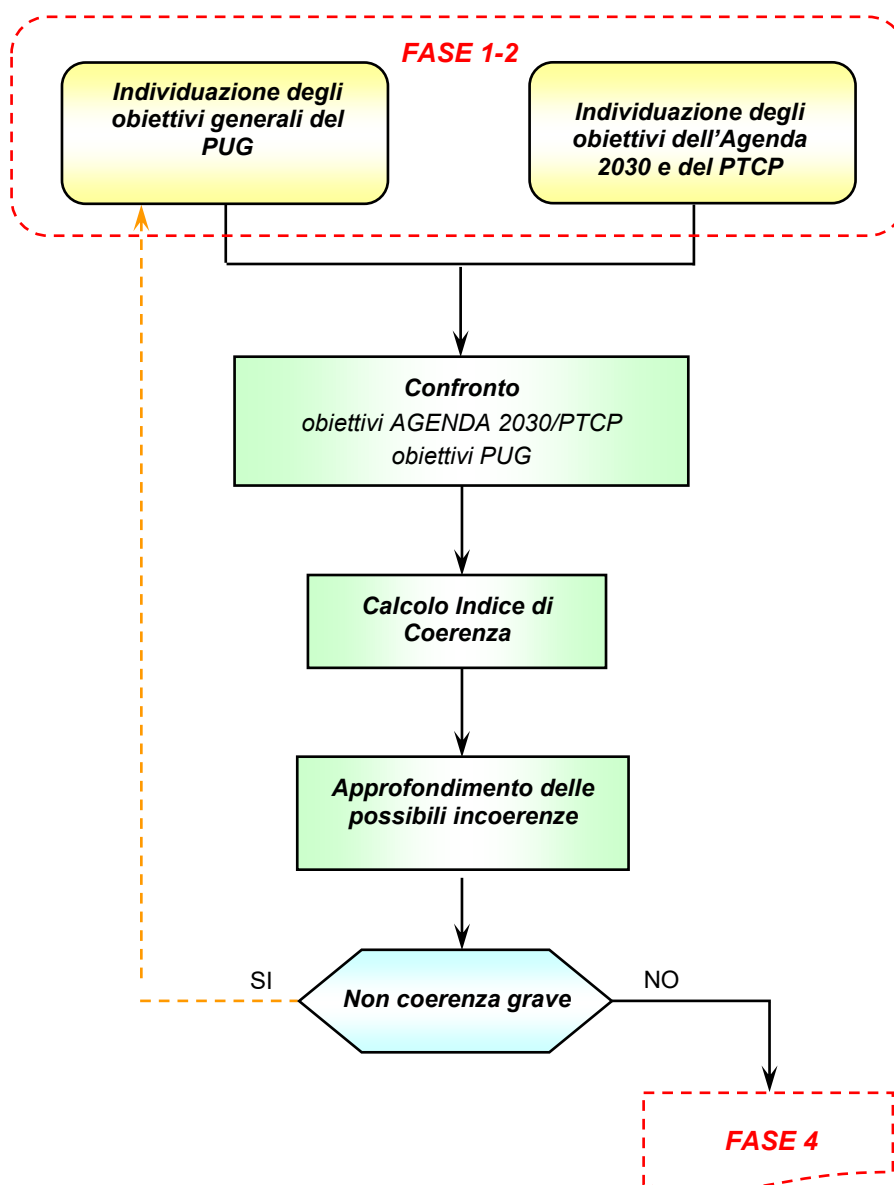 FASE 1-2
Individuazione degli
obiettivi generali del
PUG
Individuazione degli
obiettivi dell’Agenda
2030 e del PTCP
Confronto
obiettivi AGENDA 2030/PTCP
obiettivi PUG
Calcolo Indice di
Coerenza
Approfondimento delle
possibili incoerenze
SI
Non coerenza grave
NO
FASE 4